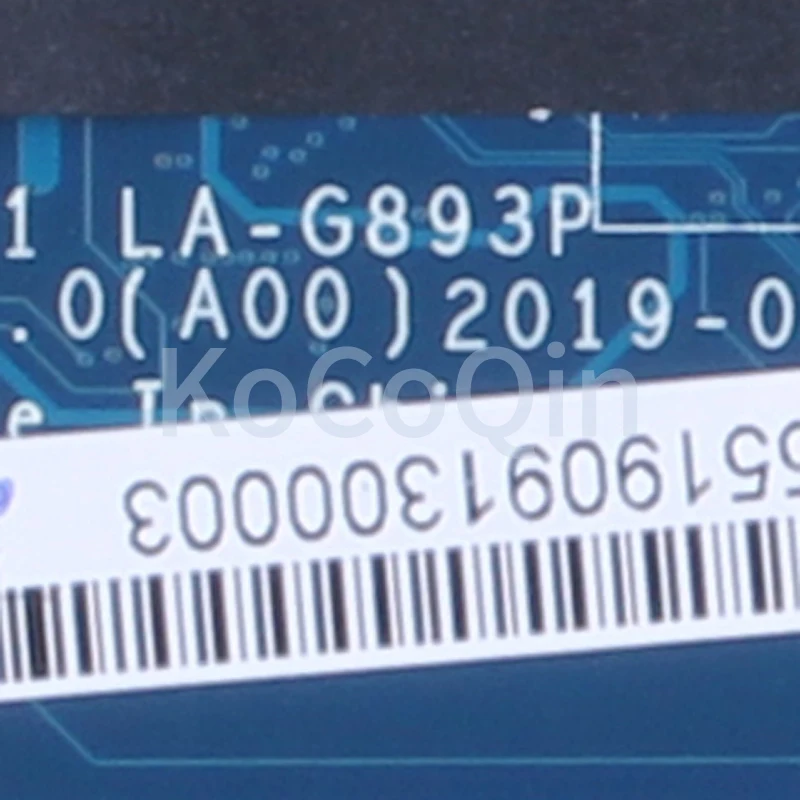 1 LA-G893P
.0(A00)2019-0
KoCoQin
5519091300003